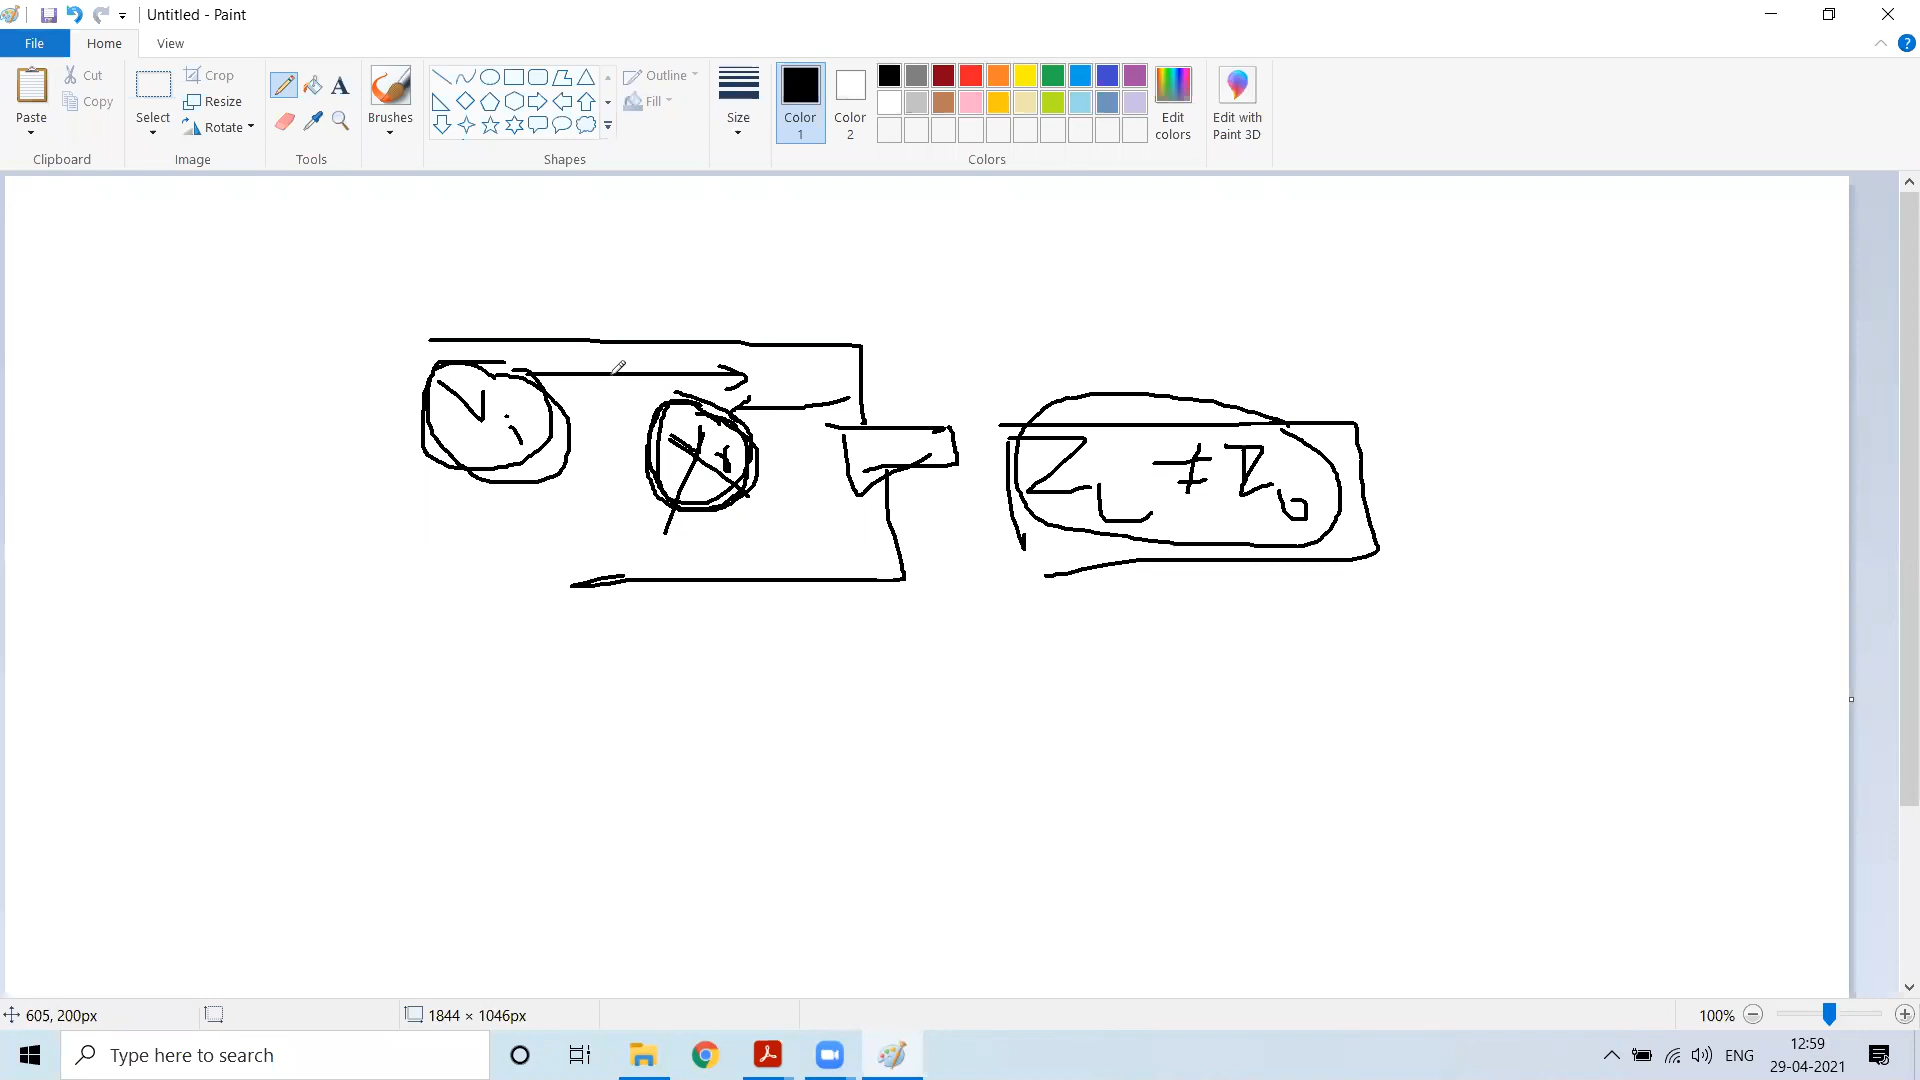 Untitled - Paint
File Home View
Paste
Cut
Copy
Clipboard
Select
Crop
Resize
Rotate
Image
A
Tools
Brushes
Outline
Fill
Shapes
Size
Color 1
Color 2
Edit colors
Colors
Edit with Paint 3D
?
Z_L ≠ Z_0
605, 200px
1844 × 1046px
100%
Type here to search
ENG
12:59
29-04-2021